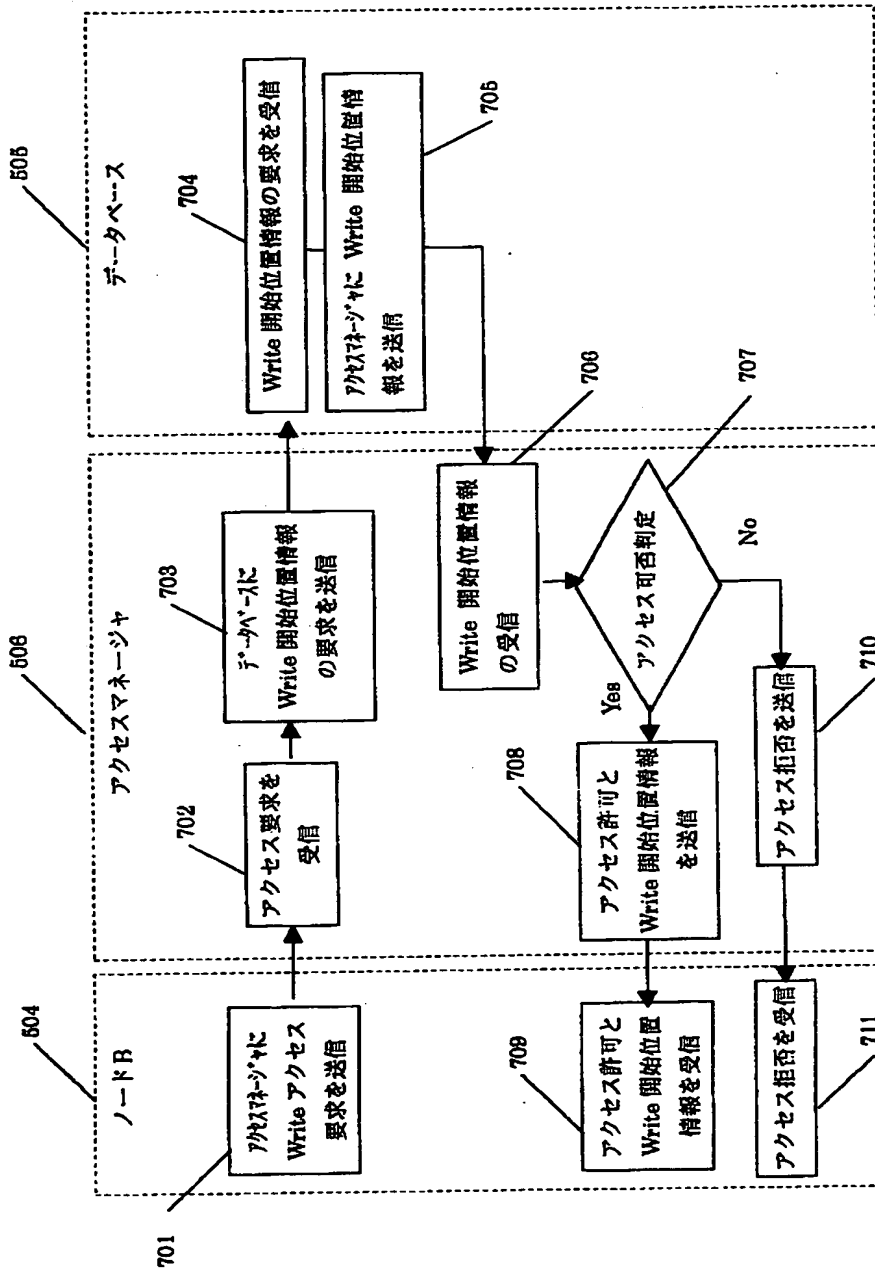 504
506
505
ノードB
アクセスマネージャ
データベース
701
アクセスマネージャに
Write アクセス
要求を送信
702
アクセス要求を
受信
703
データベースに
Write 開始位置情報
の要求を送信
704
Write 開始位置情報の要求を受信
705
アクセスマネージャに Write 開始位置情
報を送信
706
Write 開始位置情報
の受信
707
アクセス可否判定
Yes
No
708
アクセス許可と
Write 開始位置情報
を送信
709
アクセス許可と
Write 開始位置
情報を受信
710
アクセス拒否を送信
711
アクセス拒否を受信